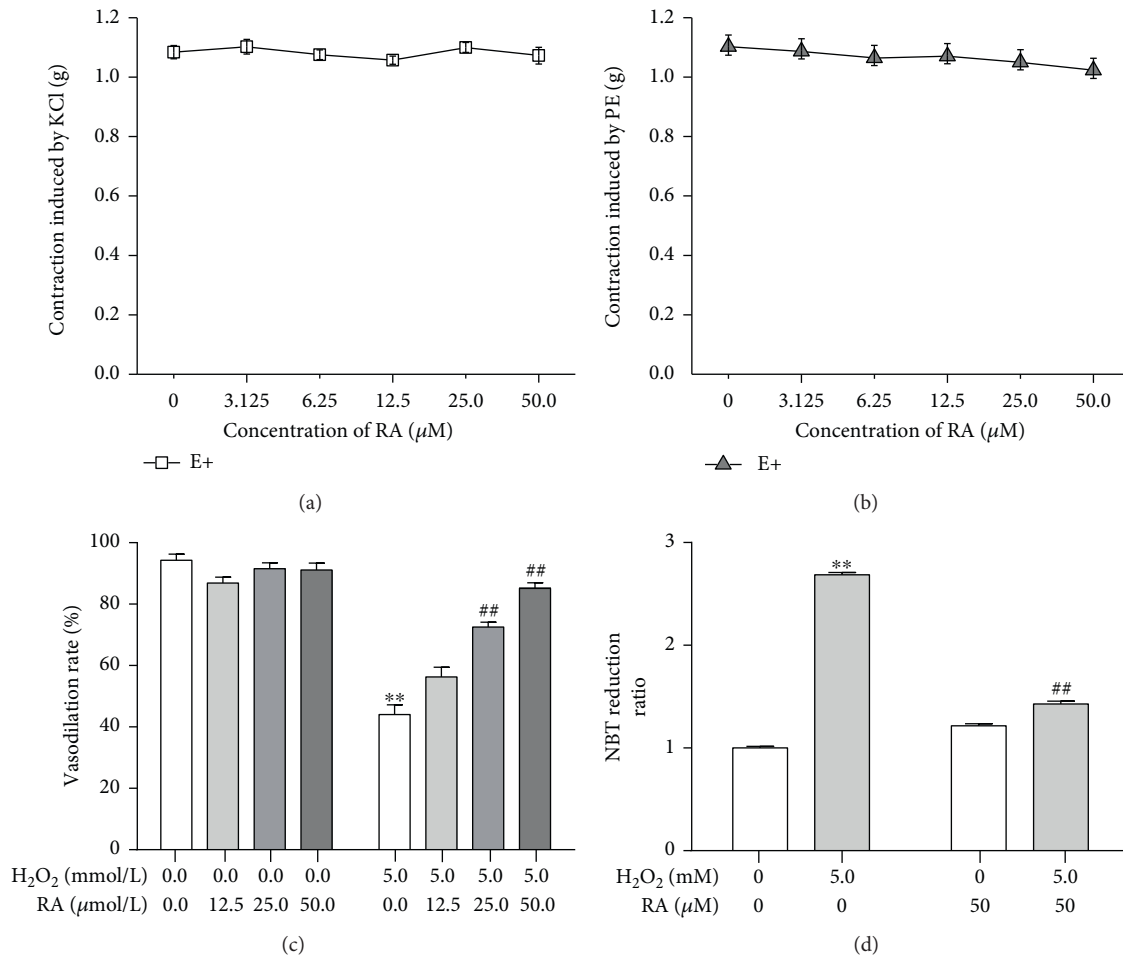 1.2
1.0
0.8
0.6
0.4
0.2
0.0
Contraction induced by KCl (g)
0 3.125 6.25 12.5 25.0 50.0
Concentration of RA (μM)
E+
(a)
1.2
1.0
0.8
0.6
0.4
0.2
0.0
Contraction induced by PE (g)
0 3.125 6.25 12.5 25.0 50.0
Concentration of RA (μM)
E+
(b)
100
80
60
40
20
0
Vasodilation rate (%)
**
##
##
H₂O₂ (mmol/L) 0.0 0.0 0.0 0.0 5.0 5.0 5.0 5.0
RA (μmol/L) 0.0 12.5 25.0 50.0 0.0 12.5 25.0 50.0
(c)
3
2
1
0
NBT reduction
ratio
**
##
H₂O₂ (mM) 0 5.0 0 5.0
RA (μM) 0 0 50 50
(d)